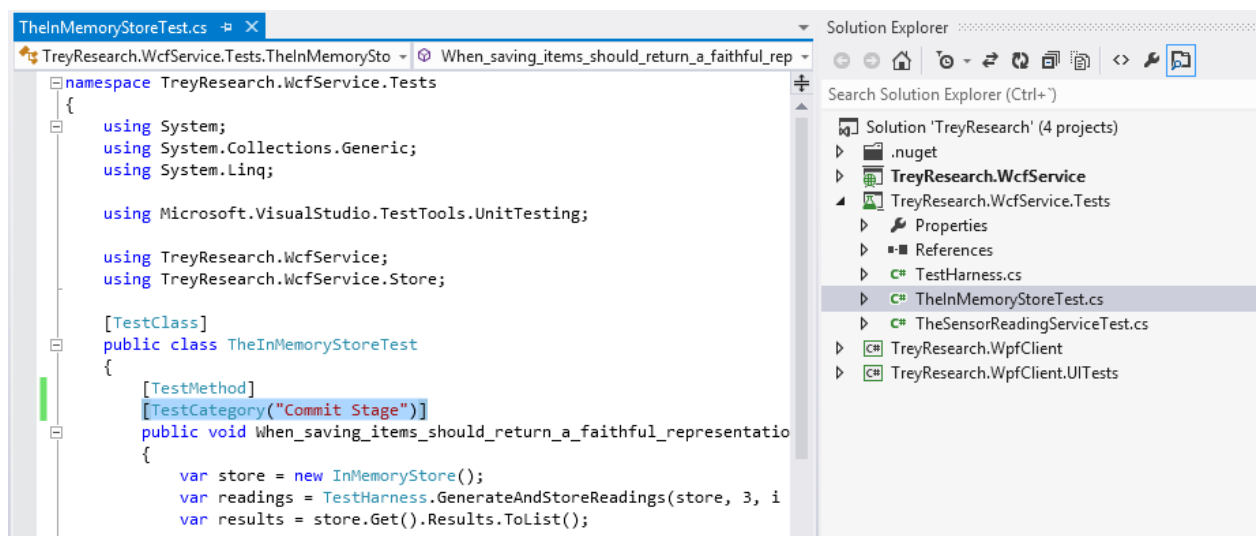 TheInMemoryStoreTest.cs
TreyResearch.WcfService.Tests.TheInMemorySto
When_saving_items_should_return_a_faithful_rep
namespace TreyResearch.WcfService.Tests
{
using System;
using System.Collections.Generic;
using System.Linq;
using Microsoft.VisualStudio.TestTools.UnitTesting;
using TreyResearch.WcfService;
using TreyResearch.WcfService.Store;
[TestClass]
public class TheInMemoryStoreTest
{
[TestMethod]
[TestCategory("Commit Stage")]
public void When_saving_items_should_return_a_faithful_representatio
{
var store = new InMemoryStore();
var readings = TestHarness.GenerateAndStoreReadings(store, 3, i
var results = store.Get().Results.ToList();
Solution Explorer
Search Solution Explorer (Ctrl+`)
Solution 'TreyResearch' (4 projects)
.nuget
TreyResearch.WcfService
TreyResearch.WcfService.Tests
Properties
References
C# TestHarness.cs
C# TheInMemoryStoreTest.cs
C# TheSensorReadingServiceTest.cs
C# TreyResearch.WpfClient
C# TreyResearch.WpfClient.UITests